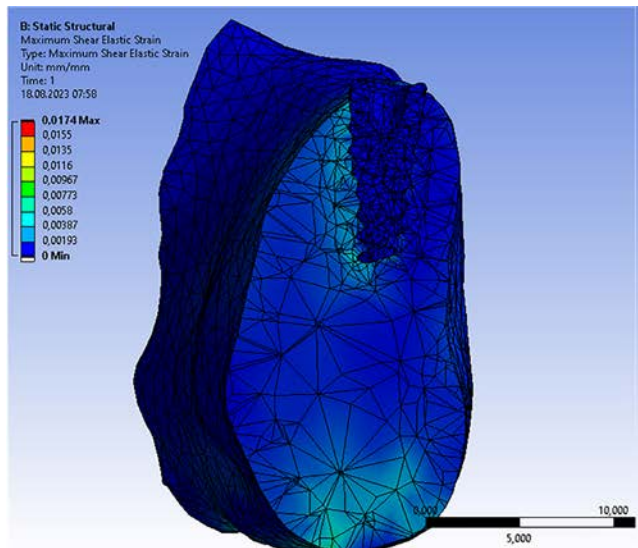 B: Static Structural
Maximum Shear Elastic Strain
Type: Maximum Shear Elastic Strain
Unit: mm/mm
Time: 1
18.08.2023 07:58
0,0174 Max
0,0155
0,0135
0,0116
0,00967
0,00773
0,0058
0,00387
0,00193
0 Min
0,000 10,000
5,000